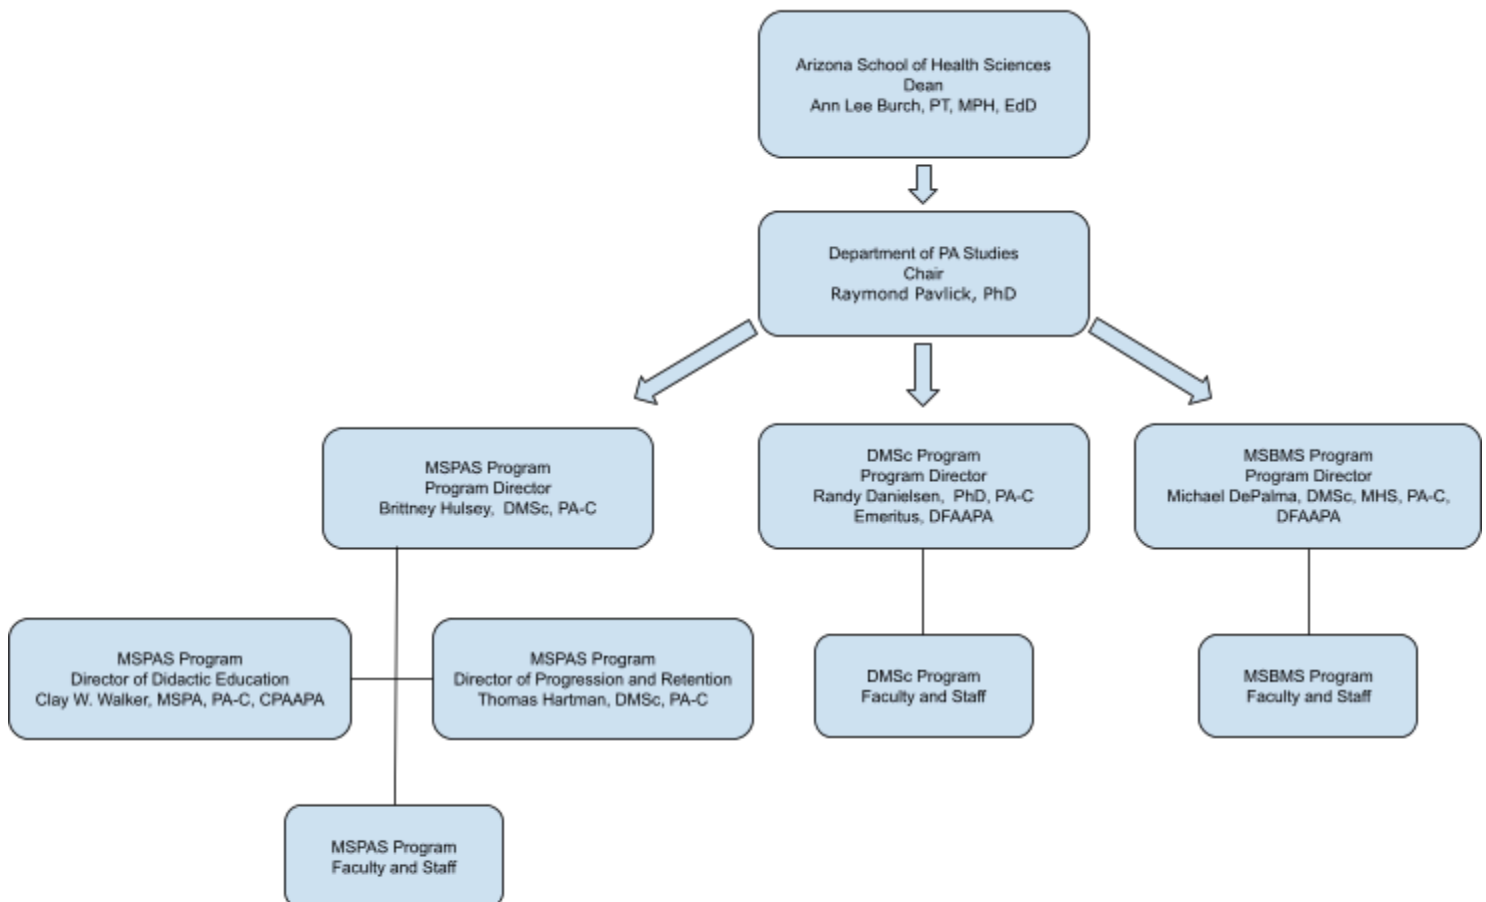 Arizona School of Health Sciences
Dean
Ann Lee Burch, PT, MPH, EdD
Department of PA Studies
Chair
Raymond Pavlick, PhD
MSPAS Program
Program Director
Brittney Hulsey, DMSc, PA-C
DMSc Program
Program Director
Randy Danielsen, PhD, PA-C
Emeritus, DFAAPA
MSBMS Program
Program Director
Michael DePalma, DMSc, MHS, PA-C,
DFAAPA
MSPAS Program
Director of Didactic Education
Clay W. Walker, MSPA, PA-C, CPAAPA
MSPAS Program
Director of Progression and Retention
Thomas Hartman, DMSc, PA-C
DMSc Program
Faculty and Staff
MSBMS Program
Faculty and Staff
MSPAS Program
Faculty and Staff